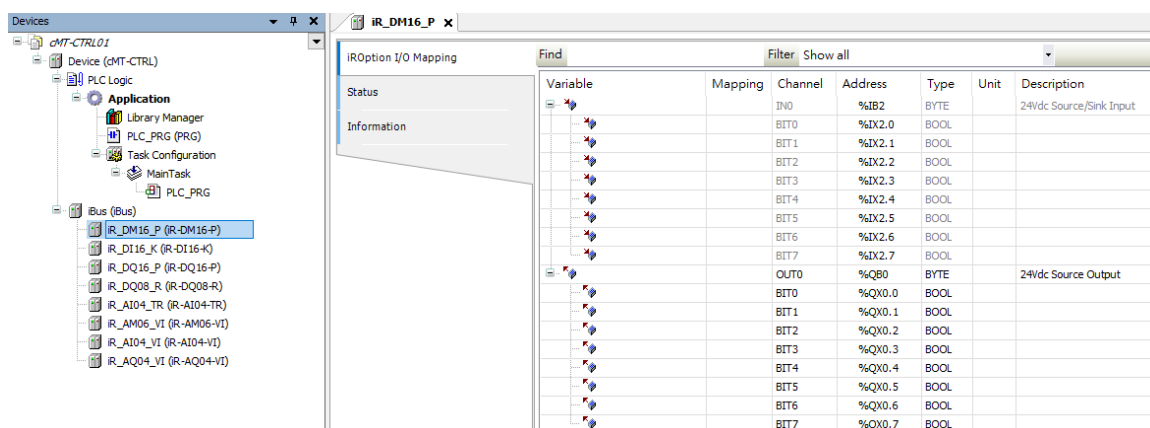 Devices
cMT-CTRL01
Device (cMT-CTRL)
PLC Logic
Application
Library Manager
PLC_PRG (PRG)
Task Configuration
MainTask
PLC_PRG
iBus (iBus)
iR_DM16_P (iR-DM16-P)
iR_DI16_K (iR-DI16-K)
iR_DQ16_P (iR-DQ16-P)
iR_DQ08_R (iR-DQ08-R)
iR_AI04_TR (iR-AI04-TR)
iR_AM06_VI (iR-AM06-VI)
iR_AI04_VI (iR-AI04-VI)
iR_AQ04_VI (iR-AQ04-VI)
iR_DM16_P
iROption I/O Mapping
Status
Information
Find Filter Show all
Variable Mapping Channel Address Type Unit Description
IN0 %IB2 BYTE 24Vdc Source/Sink Input
BIT0 %IX2.0 BOOL
BIT1 %IX2.1 BOOL
BIT2 %IX2.2 BOOL
BIT3 %IX2.3 BOOL
BIT4 %IX2.4 BOOL
BIT5 %IX2.5 BOOL
BIT6 %IX2.6 BOOL
BIT7 %IX2.7 BOOL
OUT0 %QB0 BYTE 24Vdc Source Output
BIT0 %QX0.0 BOOL
BIT1 %QX0.1 BOOL
BIT2 %QX0.2 BOOL
BIT3 %QX0.3 BOOL
BIT4 %QX0.4 BOOL
BIT5 %QX0.5 BOOL
BIT6 %QX0.6 BOOL
BIT7 %QX0.7 BOOL